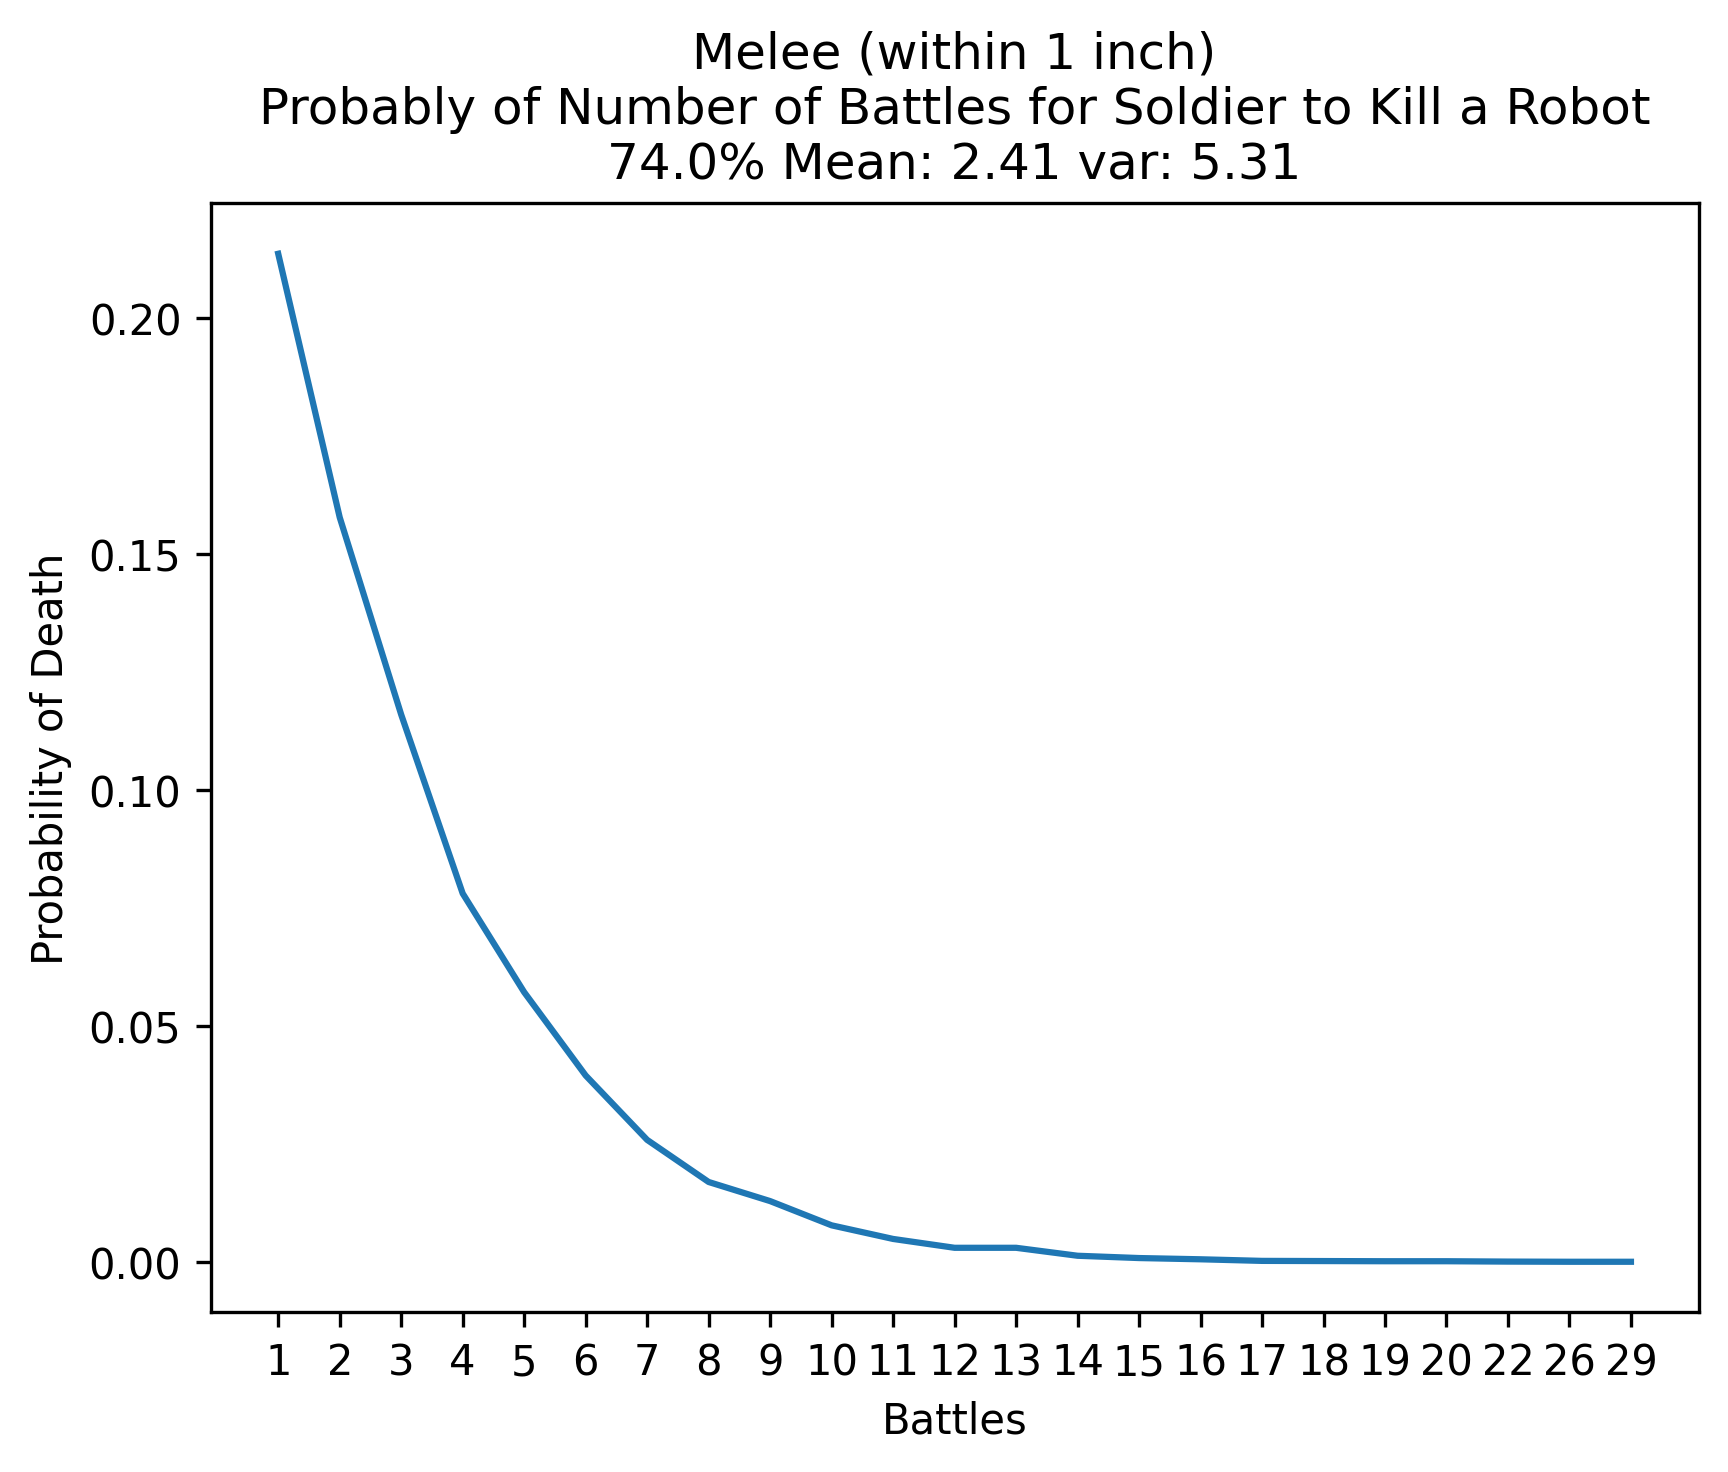 Melee (within 1 inch)
Probably of Number of Battles for Soldier to Kill a Robot
74.0% Mean: 2.41 var: 5.31
0.20
0.15
0.10
0.05
0.00
Probability of Death
1 2 3 4 5 6 7 8 9 10 11 12 13 14 15 16 17 18 19 20 22 26 29
Battles